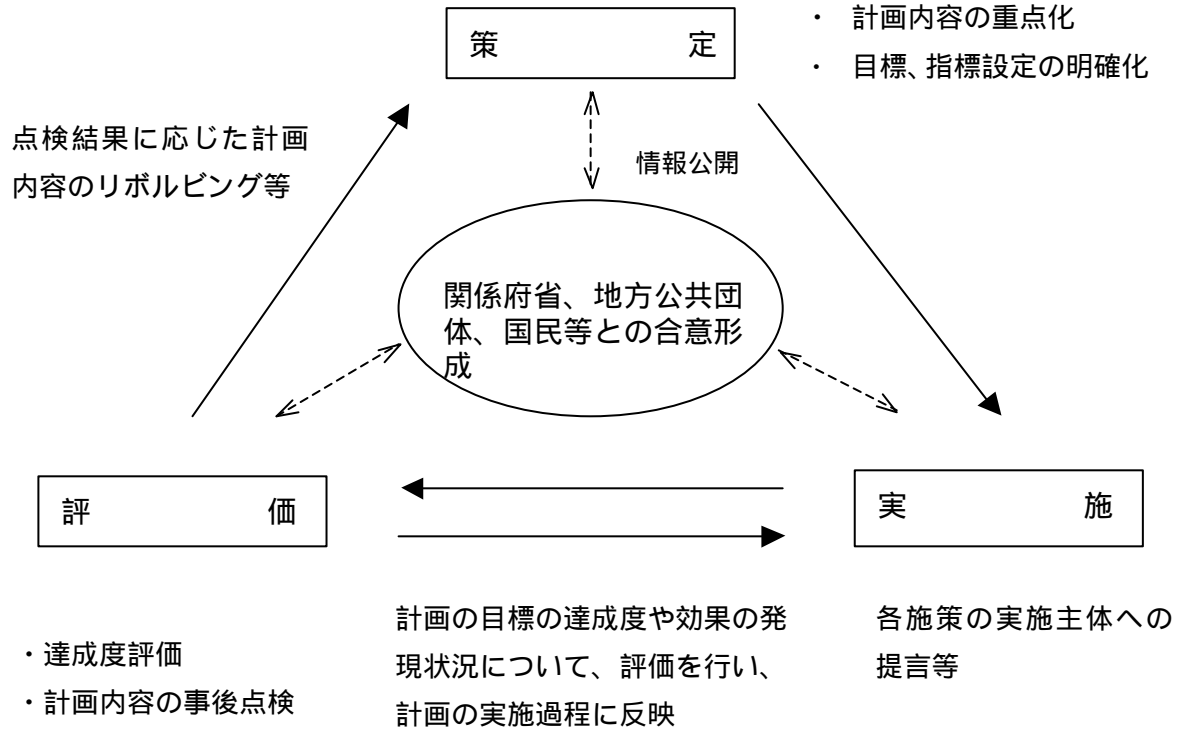 策 定
・ 計画内容の重点化
・ 目標、指標設定の明確化
点検結果に応じた計画
内容のリボルビング等
情報公開
関係府省、地方公共団
体、国民等との合意形
成
評 価
実 施
・達成度評価
・計画内容の事後点検
計画の目標の達成度や効果の発
現状況について、評価を行い、
計画の実施過程に反映
各施策の実施主体への
提言等